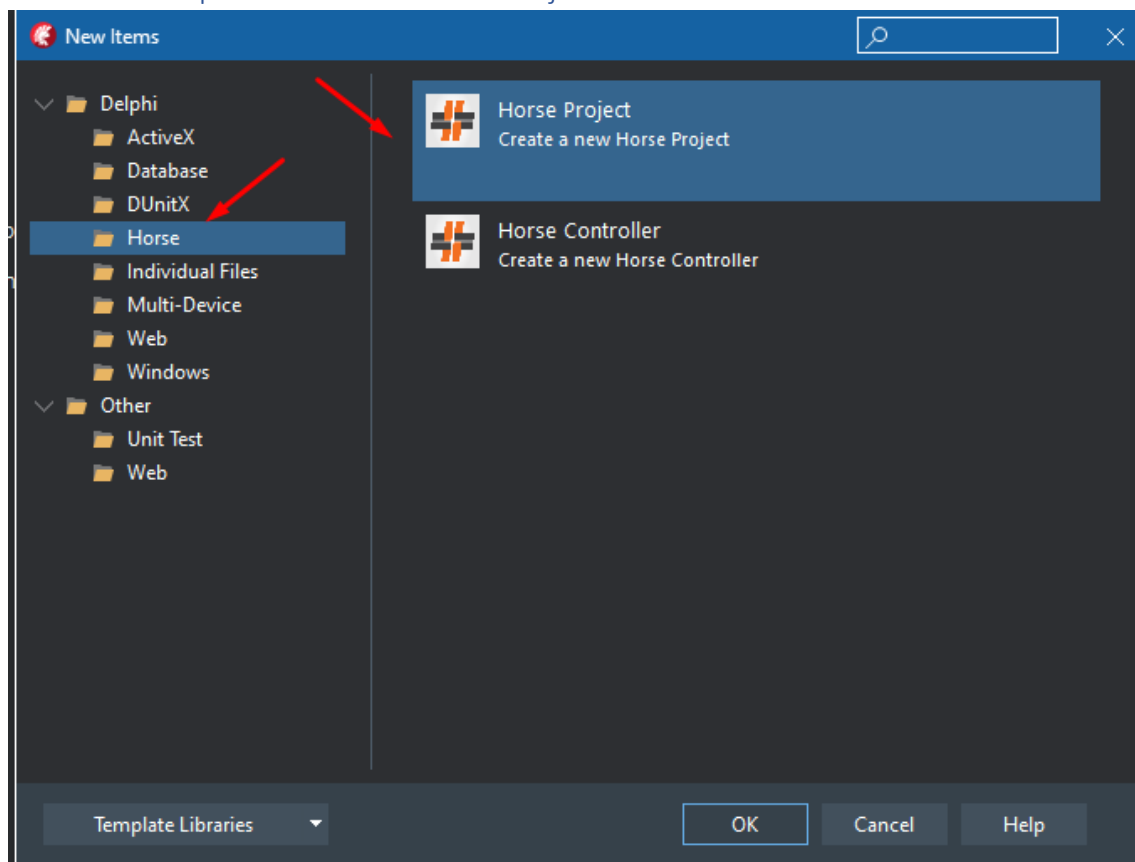 New Items
Delphi
ActiveX
Database
DUnitX
Horse
Individual Files
Multi-Device
Web
Windows
Other
Unit Test
Web
Horse Project
Create a new Horse Project
Horse Controller
Create a new Horse Controller
Template Libraries
OK
Cancel
Help